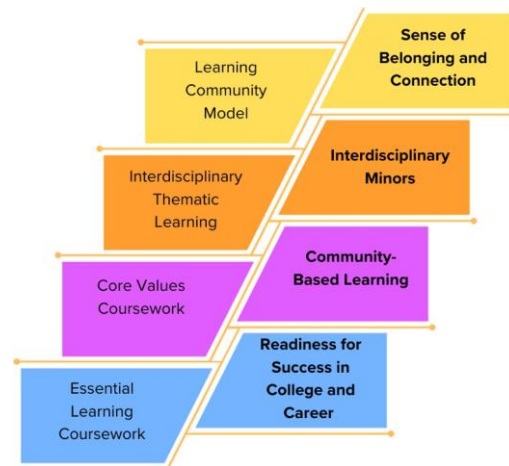 Learning
Community
Model
Sense of
Belonging and
Connection
Interdisciplinary
Thematic
Learning
Interdisciplinary
Minors
Core Values
Coursework
Community-
Based Learning
Essential
Learning
Coursework
Readiness for
Success in
College and
Career